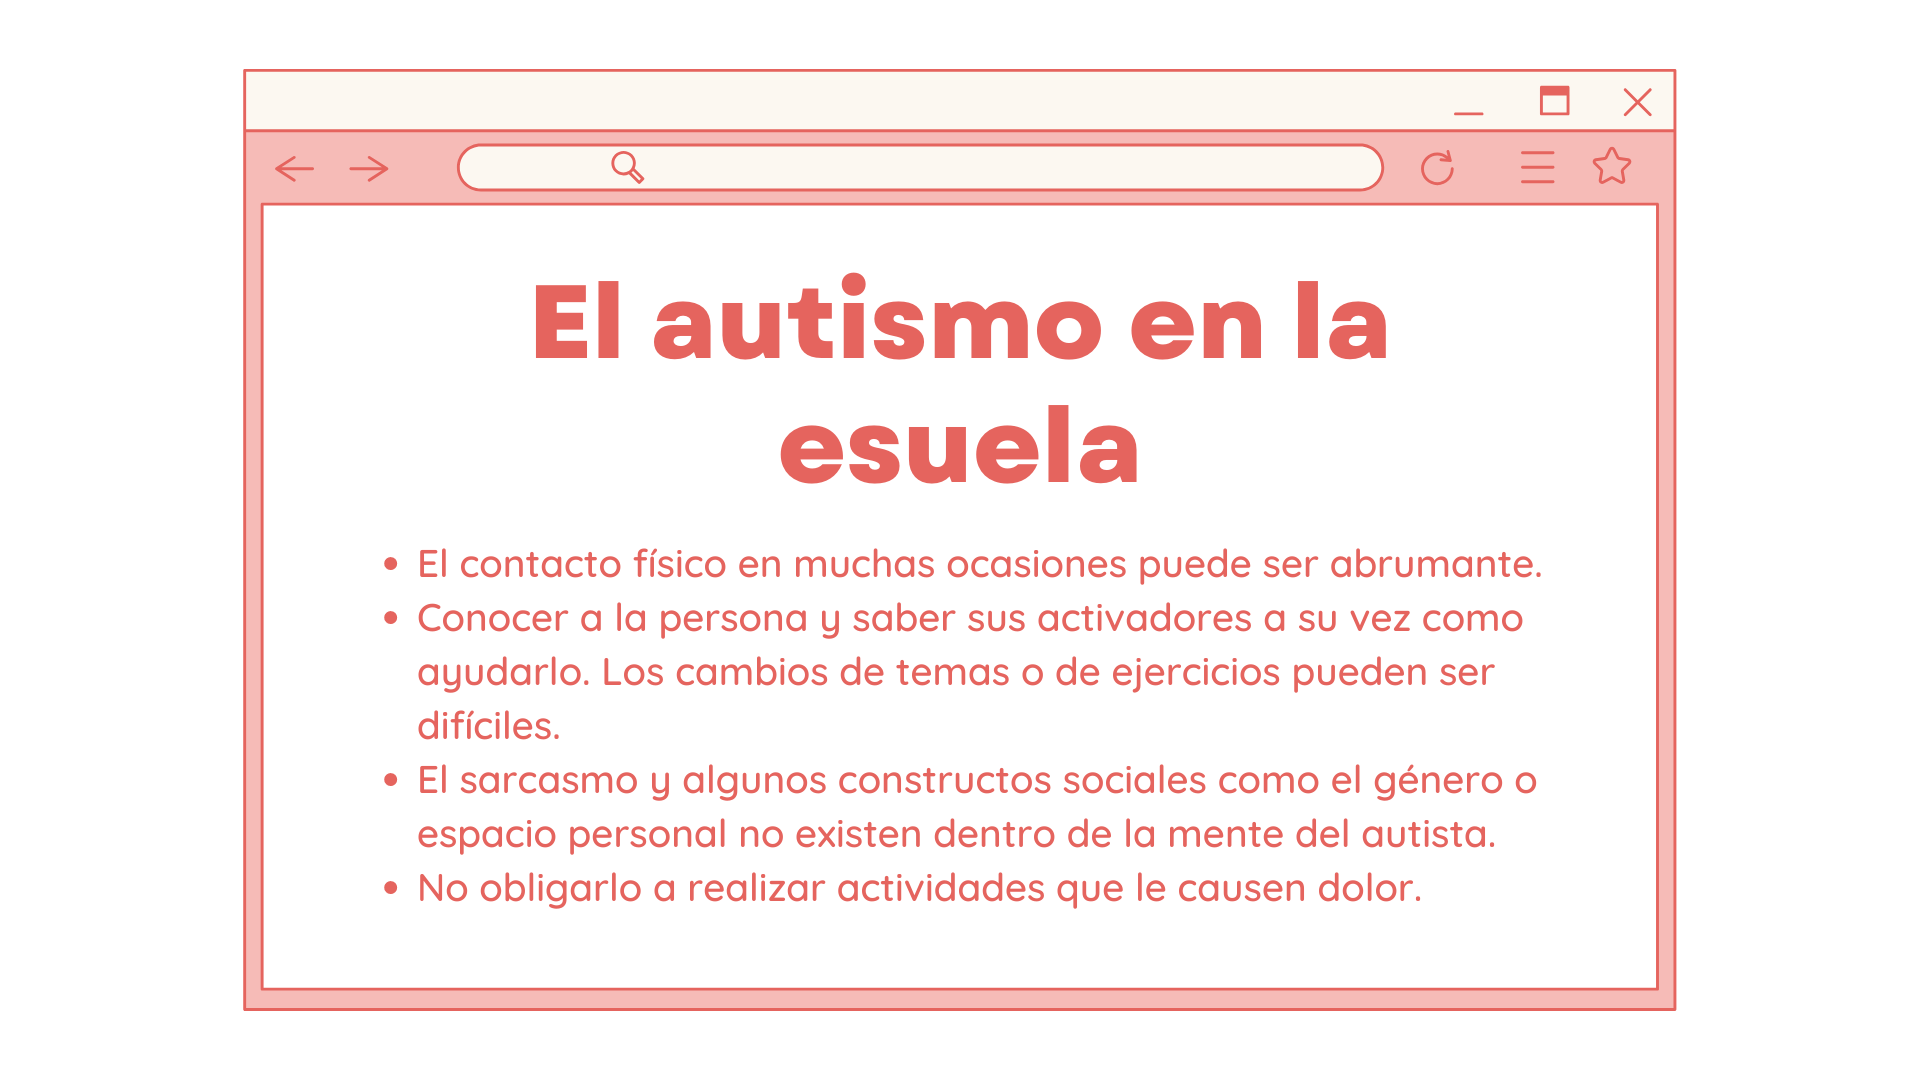 El autismo en la
esuela
• El contacto físico en muchas ocasiones puede ser abrumante.
• Conocer a la persona y saber sus activadores a su vez como
ayudarlo. Los cambios de temas o de ejercicios pueden ser
difíciles.
• El sarcasmo y algunos constructos sociales como el género o
espacio personal no existen dentro de la mente del autista.
• No obligarlo a realizar actividades que le causen dolor.